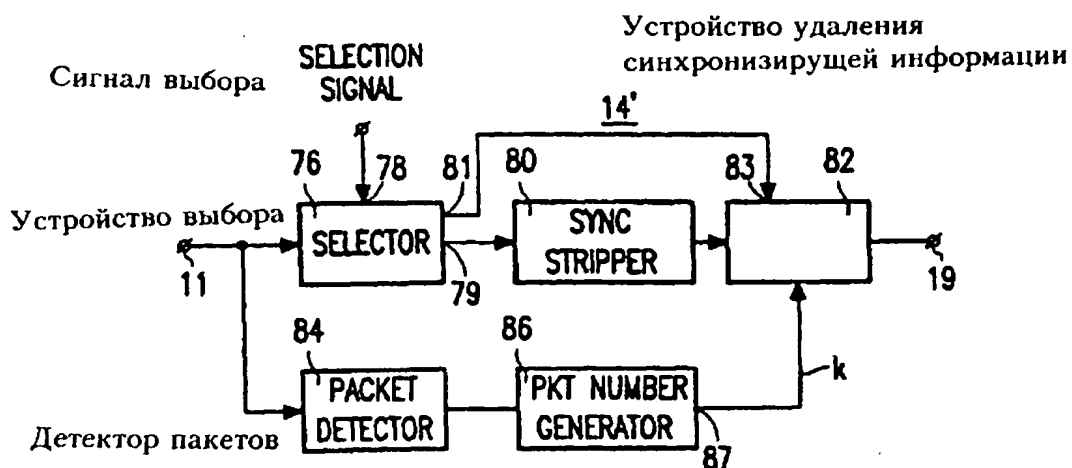 Устройство удаления
синхронизирущей информации
Сигнал выбора
SELECTION
SIGNAL
14'
76
78
81
80
83
82
Устройство выбора
SELECTOR
SYNC
STRIPPER
11
79
19
84
86
k
PACKET
DETECTOR
PKT NUMBER
GENERATOR
Детектор пакетов
87